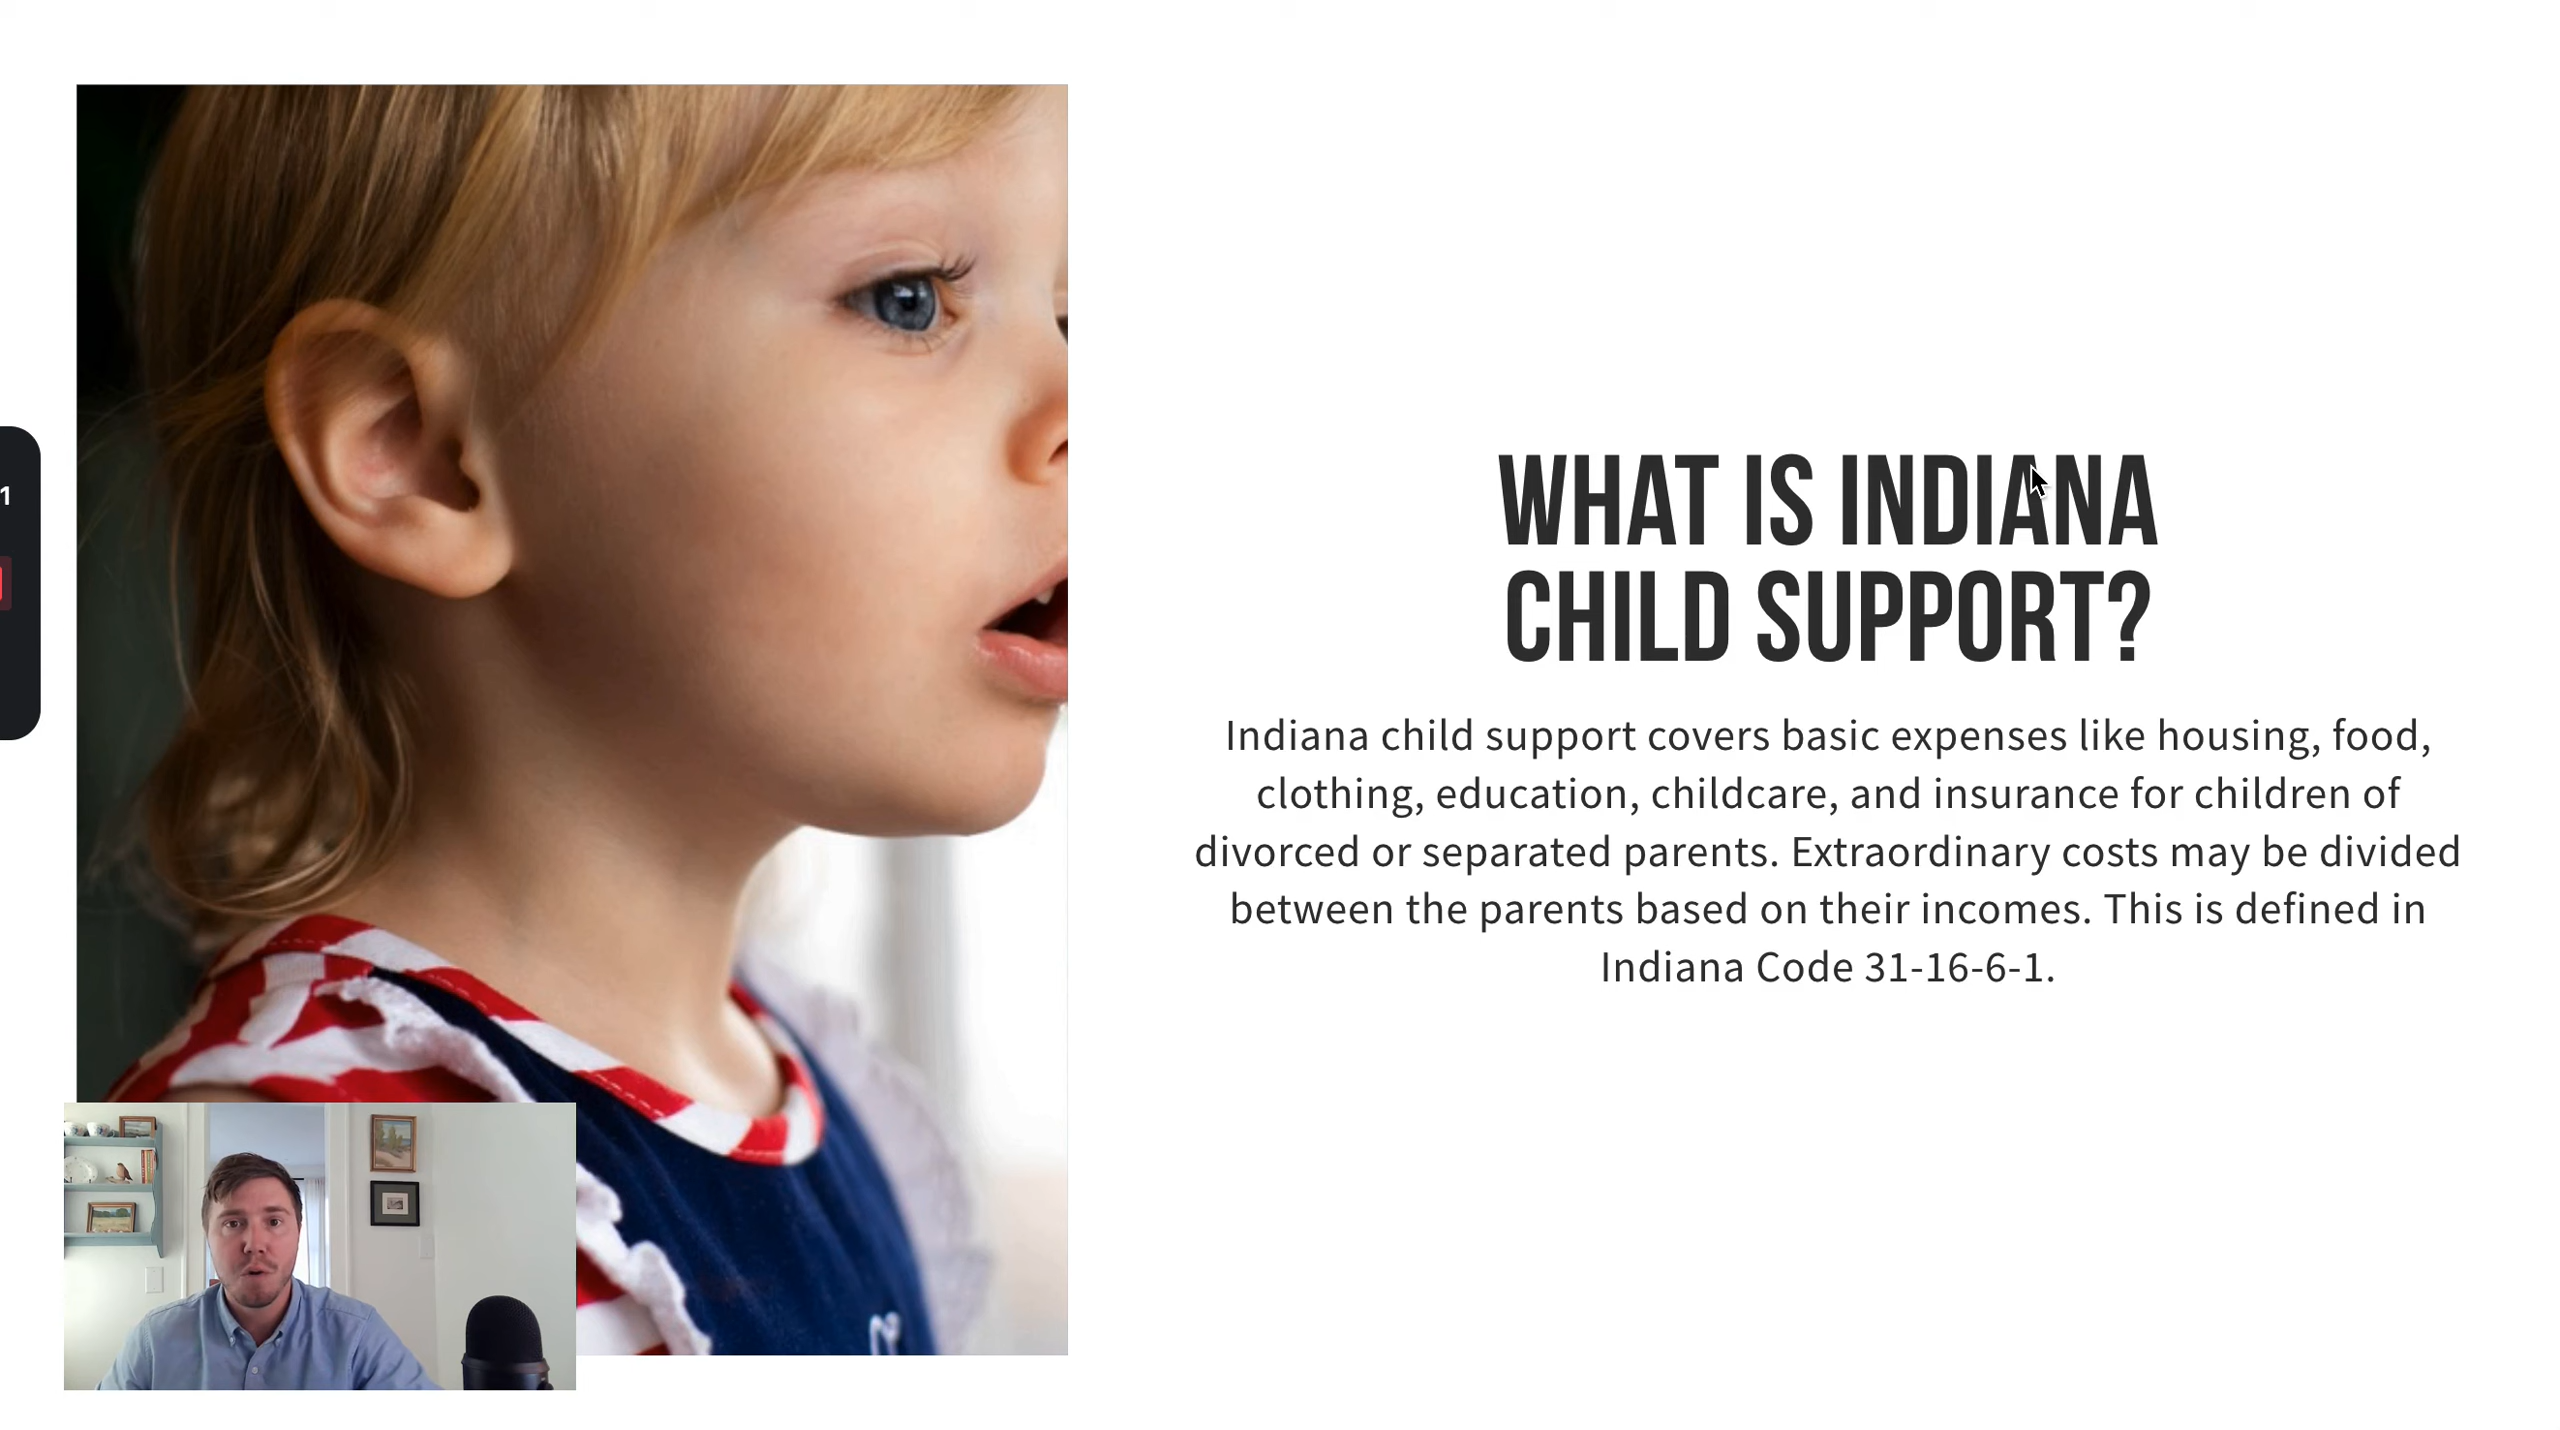 WHAT IS INDIANA
CHILD SUPPORT?
Indiana child support covers basic expenses like housing, food,
clothing, education, childcare, and insurance for children of
divorced or separated parents. Extraordinary costs may be divided
between the parents based on their incomes. This is defined in
Indiana Code 31-16-6-1.
1